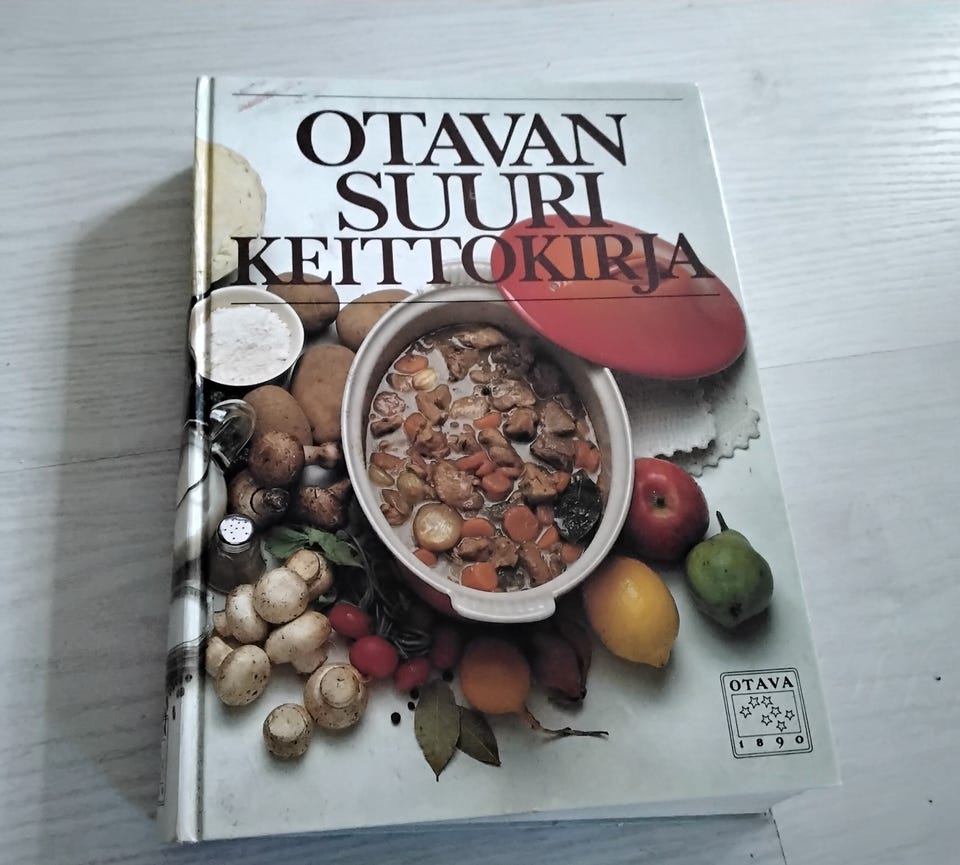 OTAVAN
SUURI
KEITTOKIRJA
OTAVA
1890